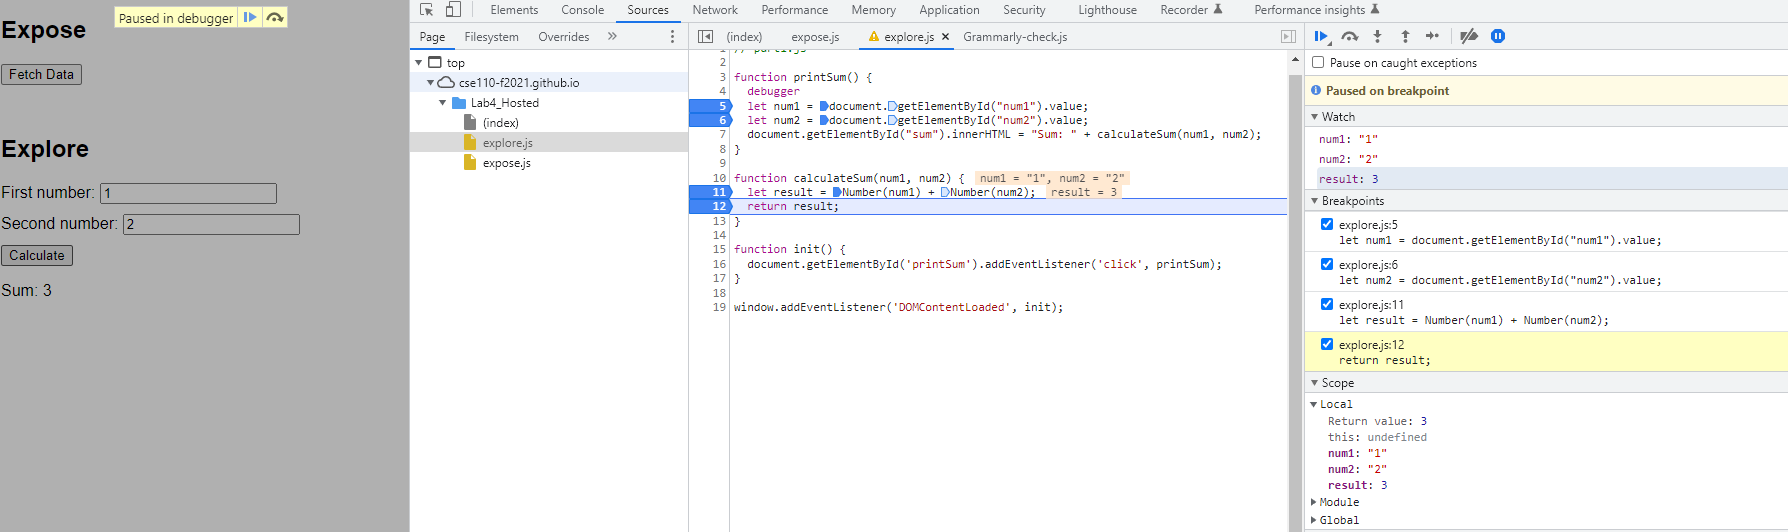 Paused in debugger
Expose
Fetch Data
Explore
First number: 1
Second number: 2
Calculate
Sum: 3
Elements Console Sources Network Performance Memory Application Security Lighthouse Recorder Performance insights
Page Filesystem Overrides »
top
cse110-f2021.github.io
Lab4_Hosted
(index)
explore.js
expose.js
(index) expose.js explore.js × Grammarly-check.js
1 // part1.js
2
3 function printSum() {
4 debugger
5 let num1 = document.getElementById("num1").value;
6 let num2 = document.getElementById("num2").value;
7 document.getElementById("sum").innerHTML = "Sum: " + calculateSum(num1, num2);
8 }
9
10 function calculateSum(num1, num2) { num1 = "1", num2 = "2"
11 let result = Number(num1) + Number(num2); result = 3
12 return result;
13 }
14
15 function init() {
16 document.getElementById('printSum').addEventListener('click', printSum);
17 }
18
19 window.addEventListener('DOMContentLoaded', init);
Pause on caught exceptions
Paused on breakpoint
Watch
num1: "1"
num2: "2"
result: 3
Breakpoints
explore.js:5
let num1 = document.getElementById("num1").value;
explore.js:6
let num2 = document.getElementById("num2").value;
explore.js:11
let result = Number(num1) + Number(num2);
explore.js:12
return result;
Scope
Local
Return value: 3
this: undefined
num1: "1"
num2: "2"
result: 3
Module
Global